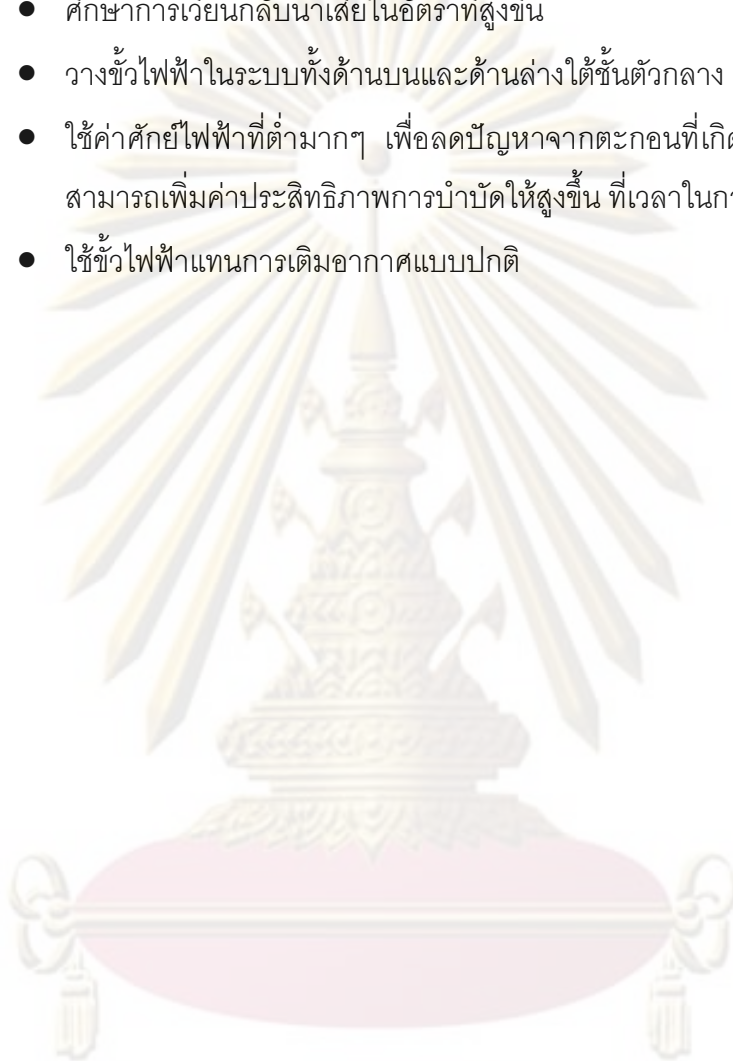 ● ศึกษาการเวียนกลับน้ำเสียในอัตราที่สูงขึ้น
● วางขั้วไฟฟ้าในระบบทั้งด้านบนและด้านล่างใต้ชั้นตัวกลาง
● ใช้ค่าศักย์ไฟฟ้าที่ต่ำมากๆ เพื่อลดปัญหาจากตะกอนที่เกิด
สามารถเพิ่มค่าประสิทธิภาพการบำบัดให้สูงขึ้น ที่เวลาในกา
● ใช้ขั้วไฟฟ้าแทนการเติมอากาศแบบปกติ